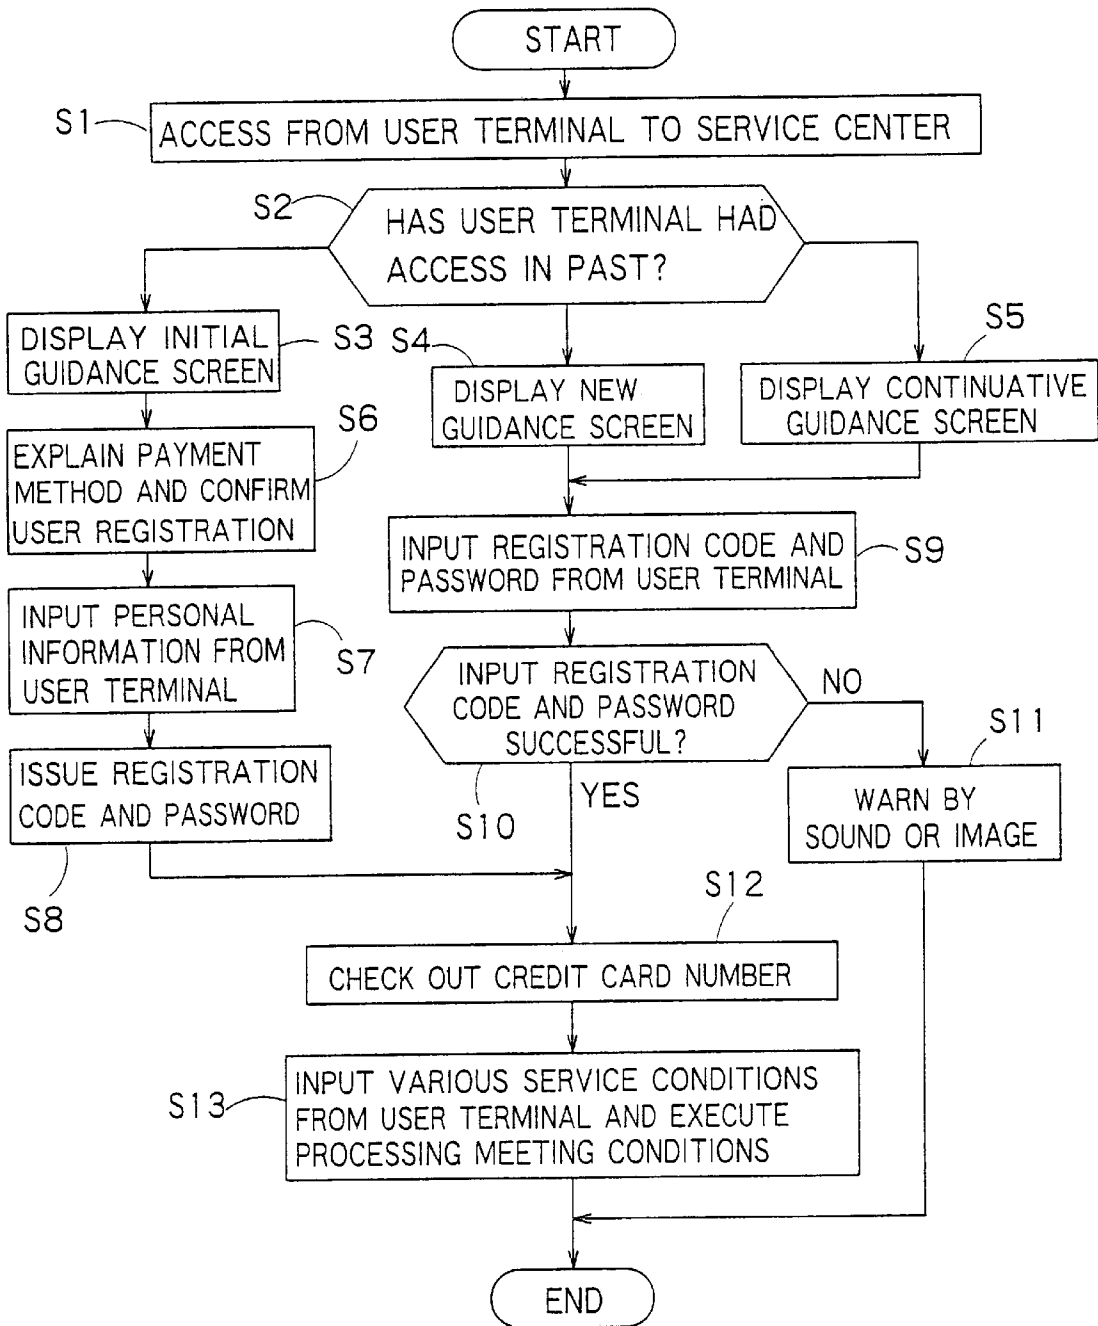 START
S1
ACCESS FROM USER TERMINAL TO SERVICE CENTER
S2
HAS USER TERMINAL HAD
ACCESS IN PAST?
DISPLAY INITIAL
GUIDANCE SCREEN
S3
S4
DISPLAY NEW
GUIDANCE SCREEN
S5
DISPLAY CONTINUATIVE
GUIDANCE SCREEN
S6
EXPLAIN PAYMENT
METHOD AND CONFIRM
USER REGISTRATION
INPUT REGISTRATION CODE AND
PASSWORD FROM USER TERMINAL
S9
INPUT PERSONAL
INFORMATION FROM
USER TERMINAL
S7
INPUT REGISTRATION
CODE AND PASSWORD
SUCCESSFUL?
NO
S11
ISSUE REGISTRATION
CODE AND PASSWORD
S10
YES
WARN BY
SOUND OR IMAGE
S8
S12
CHECK OUT CREDIT CARD NUMBER
S13
INPUT VARIOUS SERVICE CONDITIONS
FROM USER TERMINAL AND EXECUTE
PROCESSING MEETING CONDITIONS
END